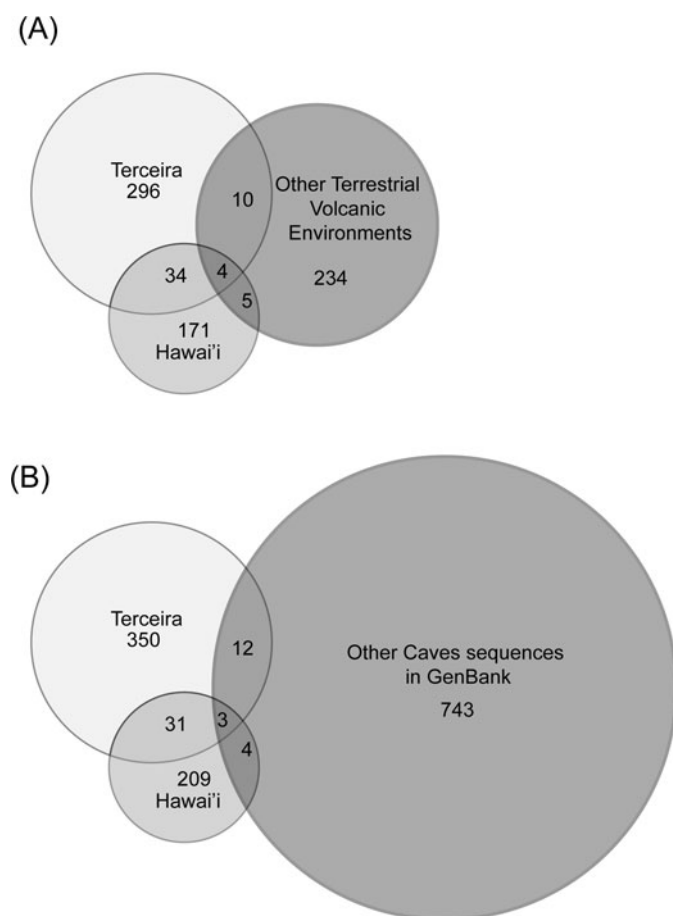 (A)
Terceira
296
10
Other Terrestrial
Volcanic
Environments
234
34
4
5
171
Hawai'i
(B)
Terceira
350
12
Other Caves sequences
in GenBank
743
31
3
4
209
Hawai'i